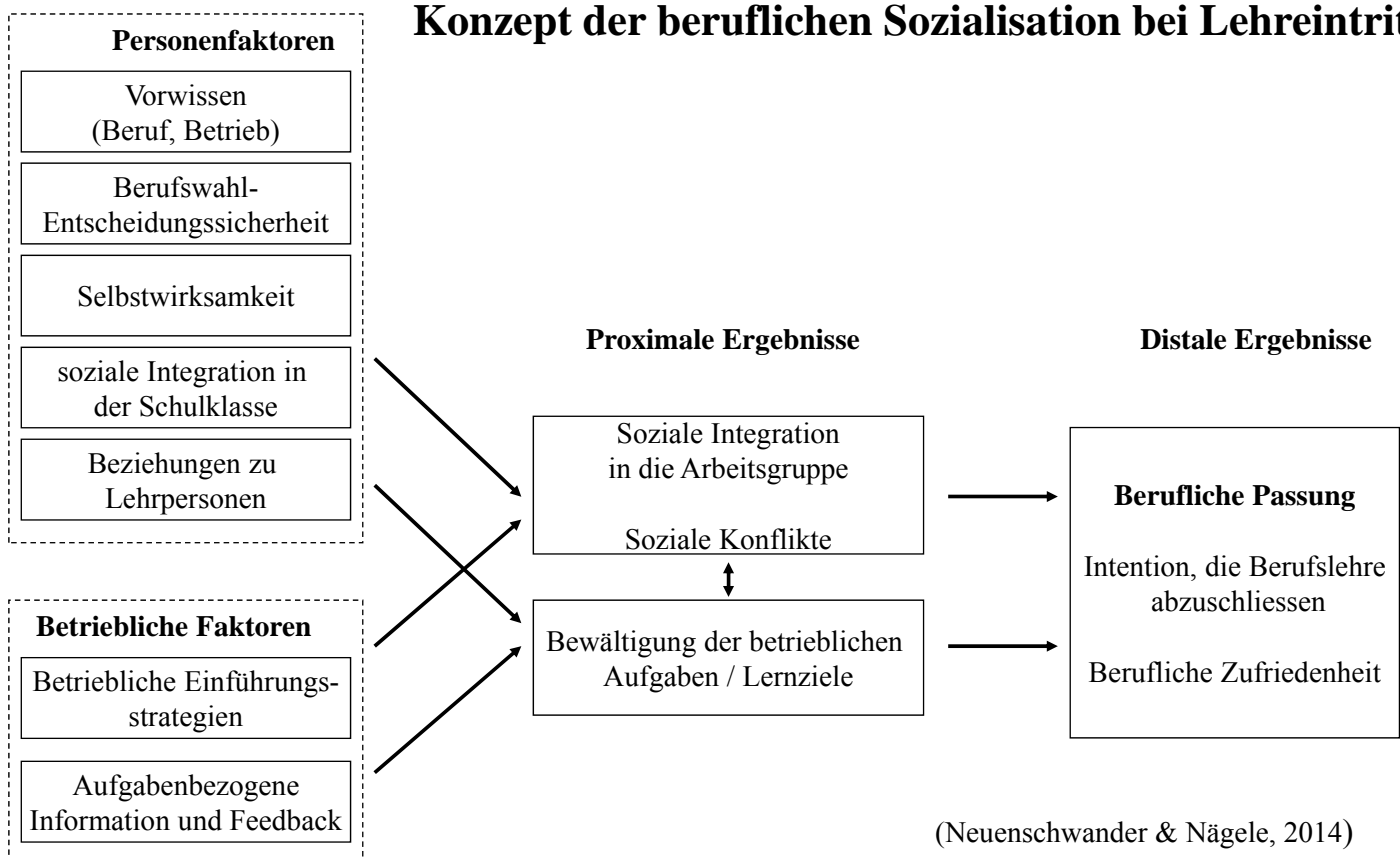 Konzept der beruflichen Sozialisation bei Lehreintrit
Personenfaktoren
Vorwissen
(Beruf, Betrieb)
Berufswahl-
Entscheidungssicherheit
Selbstwirksamkeit
soziale Integration in
der Schulklasse
Beziehungen zu
Lehrpersonen
Betriebliche Faktoren
Betriebliche Einführungs-
strategien
Aufgabenbezogene
Information und Feedback
Proximale Ergebnisse
Soziale Integration
in die Arbeitsgruppe
Soziale Konflikte
Bewältigung der betrieblichen
Aufgaben / Lernziele
Distale Ergebnisse
Berufliche Passung
Intention, die Berufslehre
abzuschliessen
Berufliche Zufriedenheit
(Neuenschwander & Nägele, 2014)